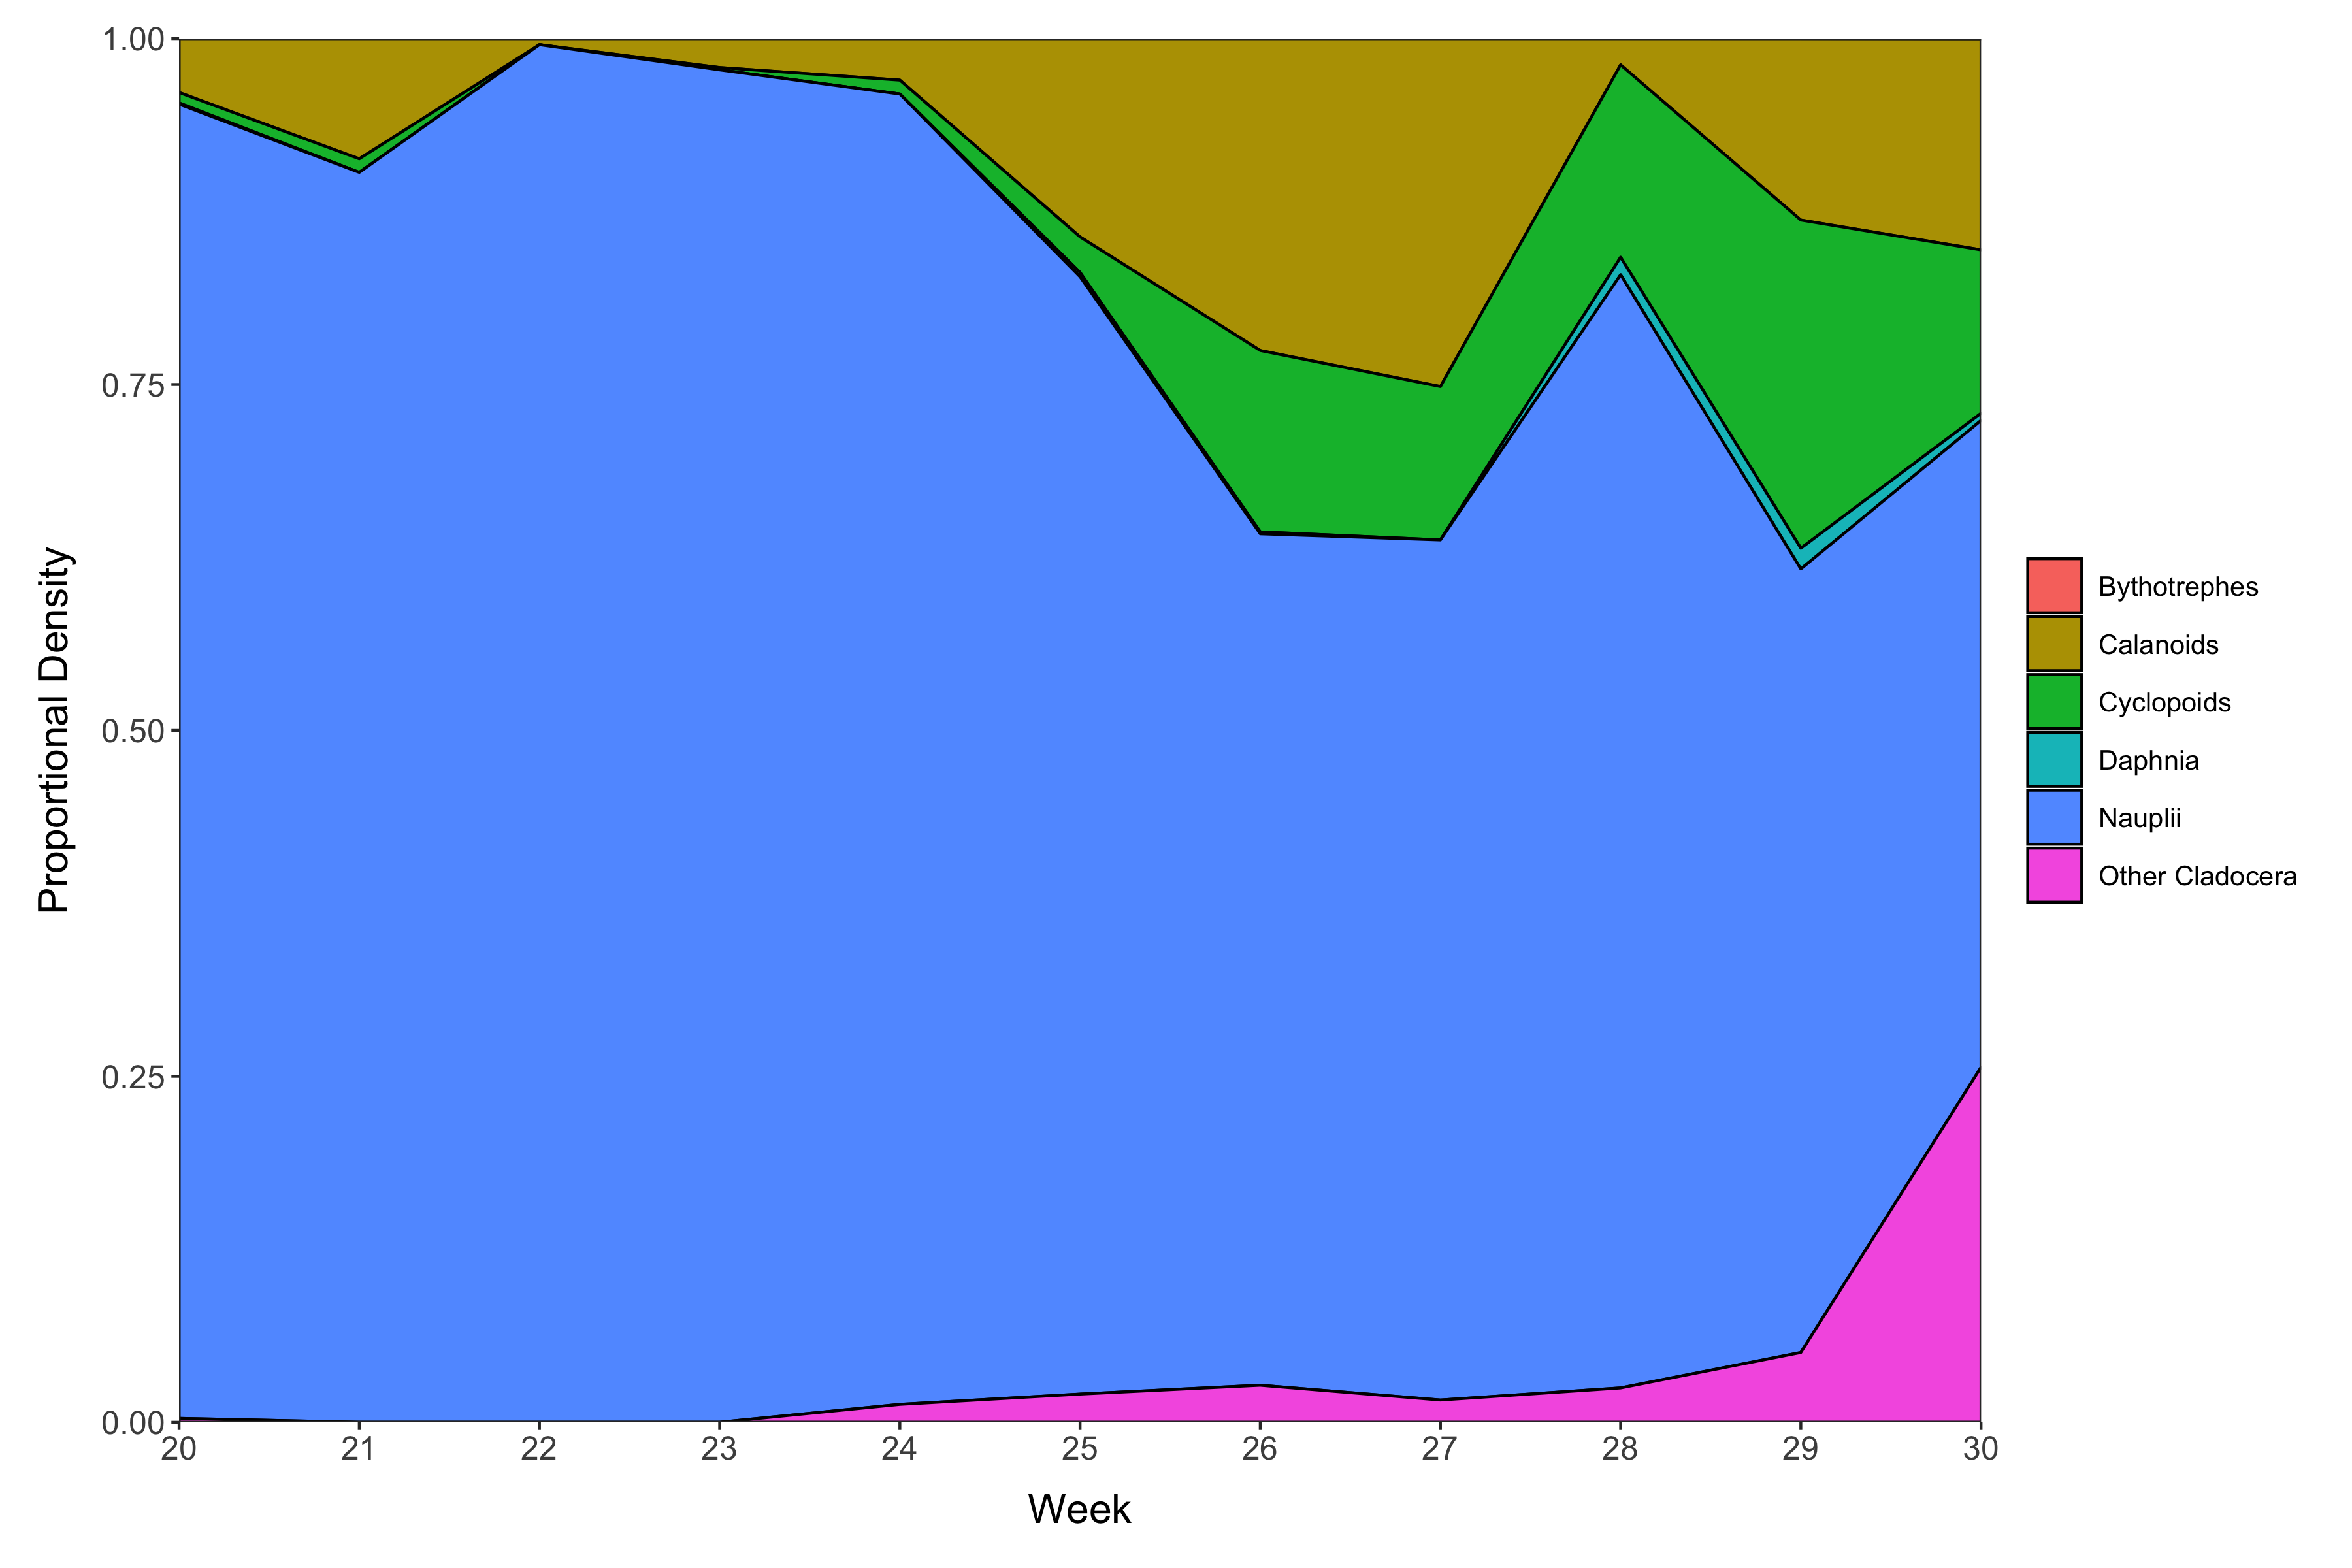 1.00
0.75
0.50
0.25
0.00
Proportional Density
20 21 22 23 24 25 26 27 28 29 30
Week
Bythotrephes
Calanoids
Cyclopoids
Daphnia
Nauplii
Other Cladocera